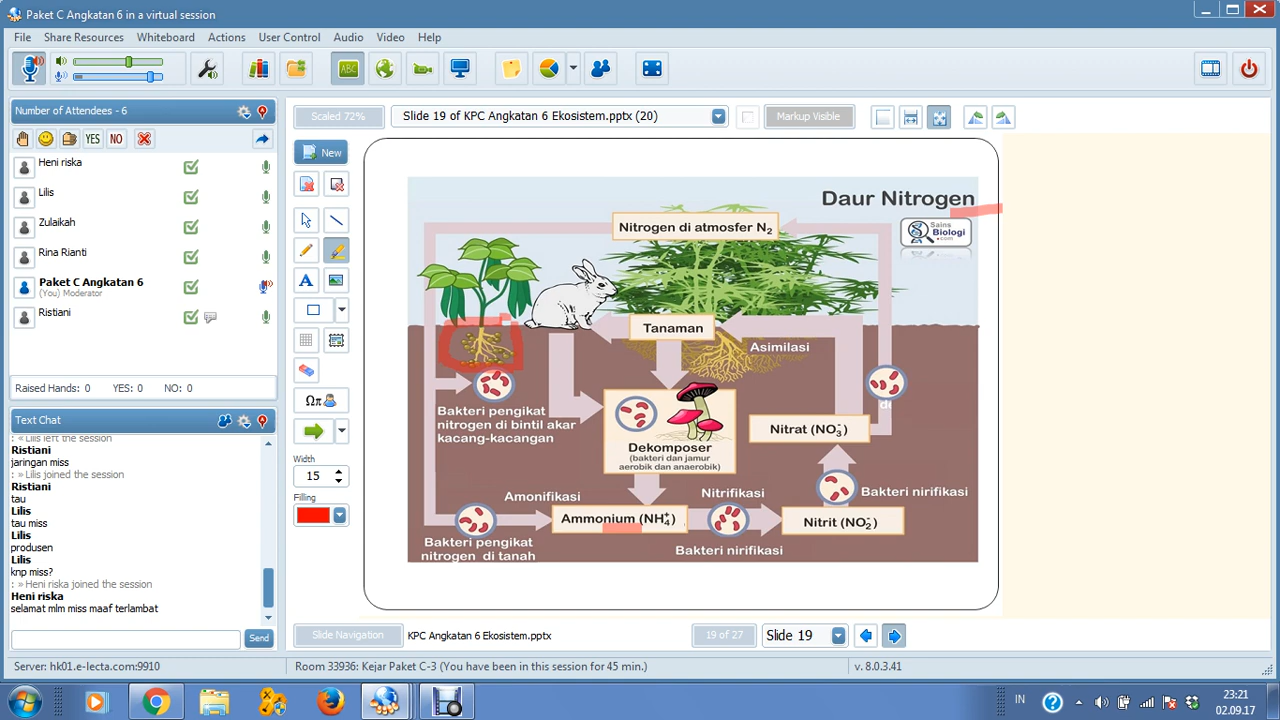 Paket C Angkatan 6 in a virtual session
File Share Resources Whiteboard Actions User Control Audio Video Help
ABC
Number of Attendees - 6
YES NO
Heni riska
Lilis
Zulaikah
Rina Rianti
Paket C Angkatan 6
(You) Moderator
Ristiani
Raised Hands: 0 YES: 0 NO: 0
Text Chat
: » Lilis left the session
Ristiani
jaringan miss
: » Lilis joined the session
Ristiani
tau
Lilis
tau miss
Lilis
produsen
Lilis
knp miss?
: » Heni riska joined the session
Heni riska
selamat mlm miss maaf terlambat
Send
Scaled 72% Slide 19 of KPC Angkatan 6 Ekosistem.pptx (20) Markup Visible
New
A
Ωπ
Width
15
Filling
Daur Nitrogen
Sains
Biologi
.com
Nitrogen di atmosfer N₂
Tanaman
Asimilasi
Bakteri pengikat
nitrogen di bintil akar
kacang-kacangan
Dekomposer
(bakteri dan jamur
aerobik dan anaerobik)
Nitrat (NO₃⁻)
Bakteri nirifikasi
Amonifikasi
Nitrifikasi
Ammonium (NH₄⁺)
Nitrit (NO₂⁻)
Bakteri pengikat
nitrogen di tanah
Bakteri nirifikasi
Slide Navigation KPC Angkatan 6 Ekosistem.pptx 19 of 27 Slide 19
Server: hk01.e-lecta.com:9910 Room 33936: Kejar Paket C-3 (You have been in this session for 45 min.) v. 8.0.3.41
IN 23:21
02.09.17